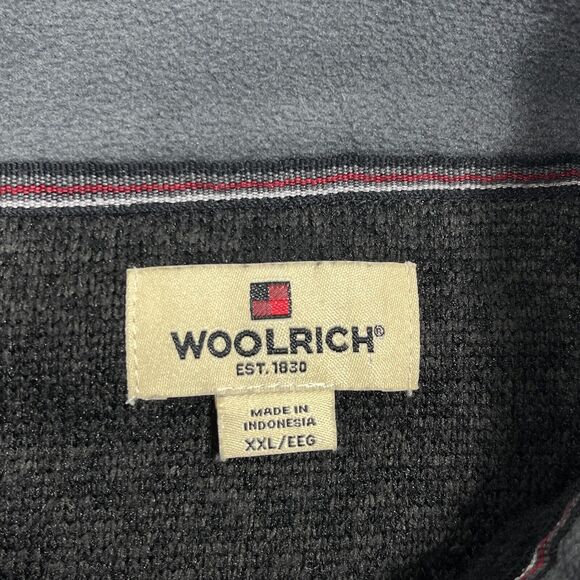 WOOLRICH®
EST. 1830
MADE IN
INDONESIA
XXL/EEG